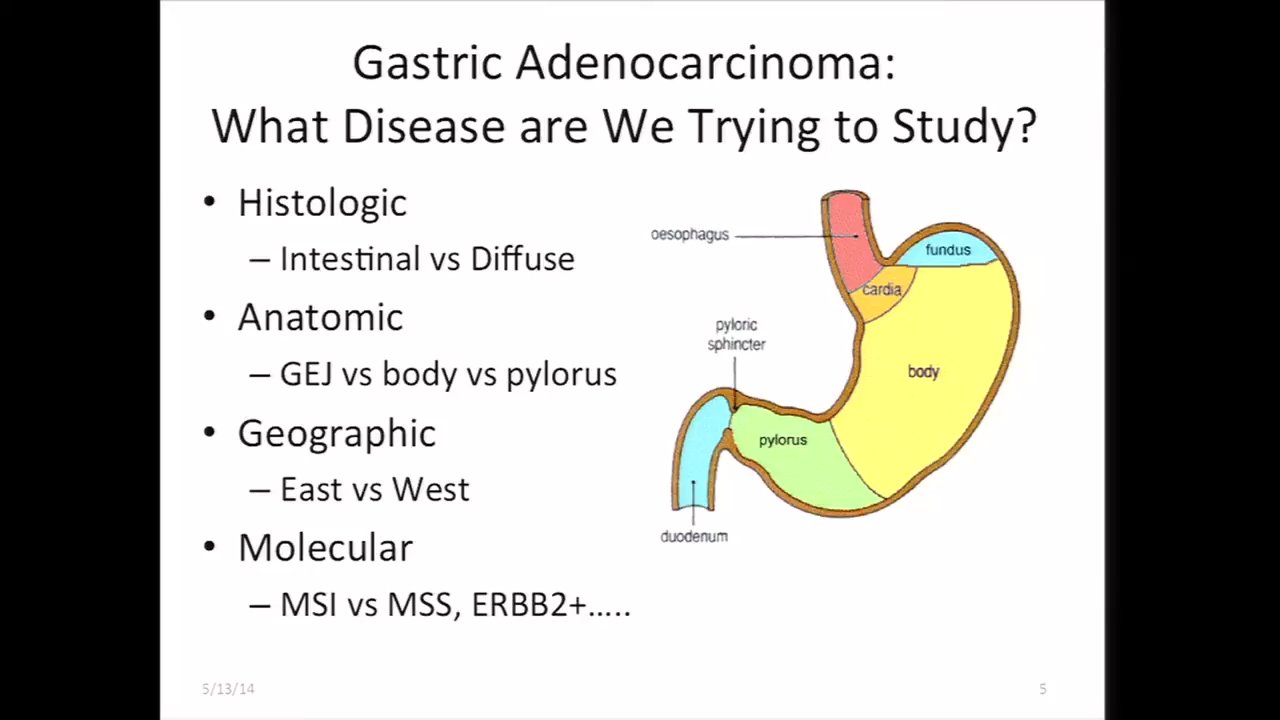 Gastric Adenocarcinoma:
What Disease are We Trying to Study?
• Histologic
– Intestinal vs Diffuse
• Anatomic
– GEJ vs body vs pylorus
• Geographic
– East vs West
• Molecular
– MSI vs MSS, ERBB2+.....
oesophagus
fundus
cardia
pyloric
sphincter
body
pylorus
duodenum
5/13/14
5